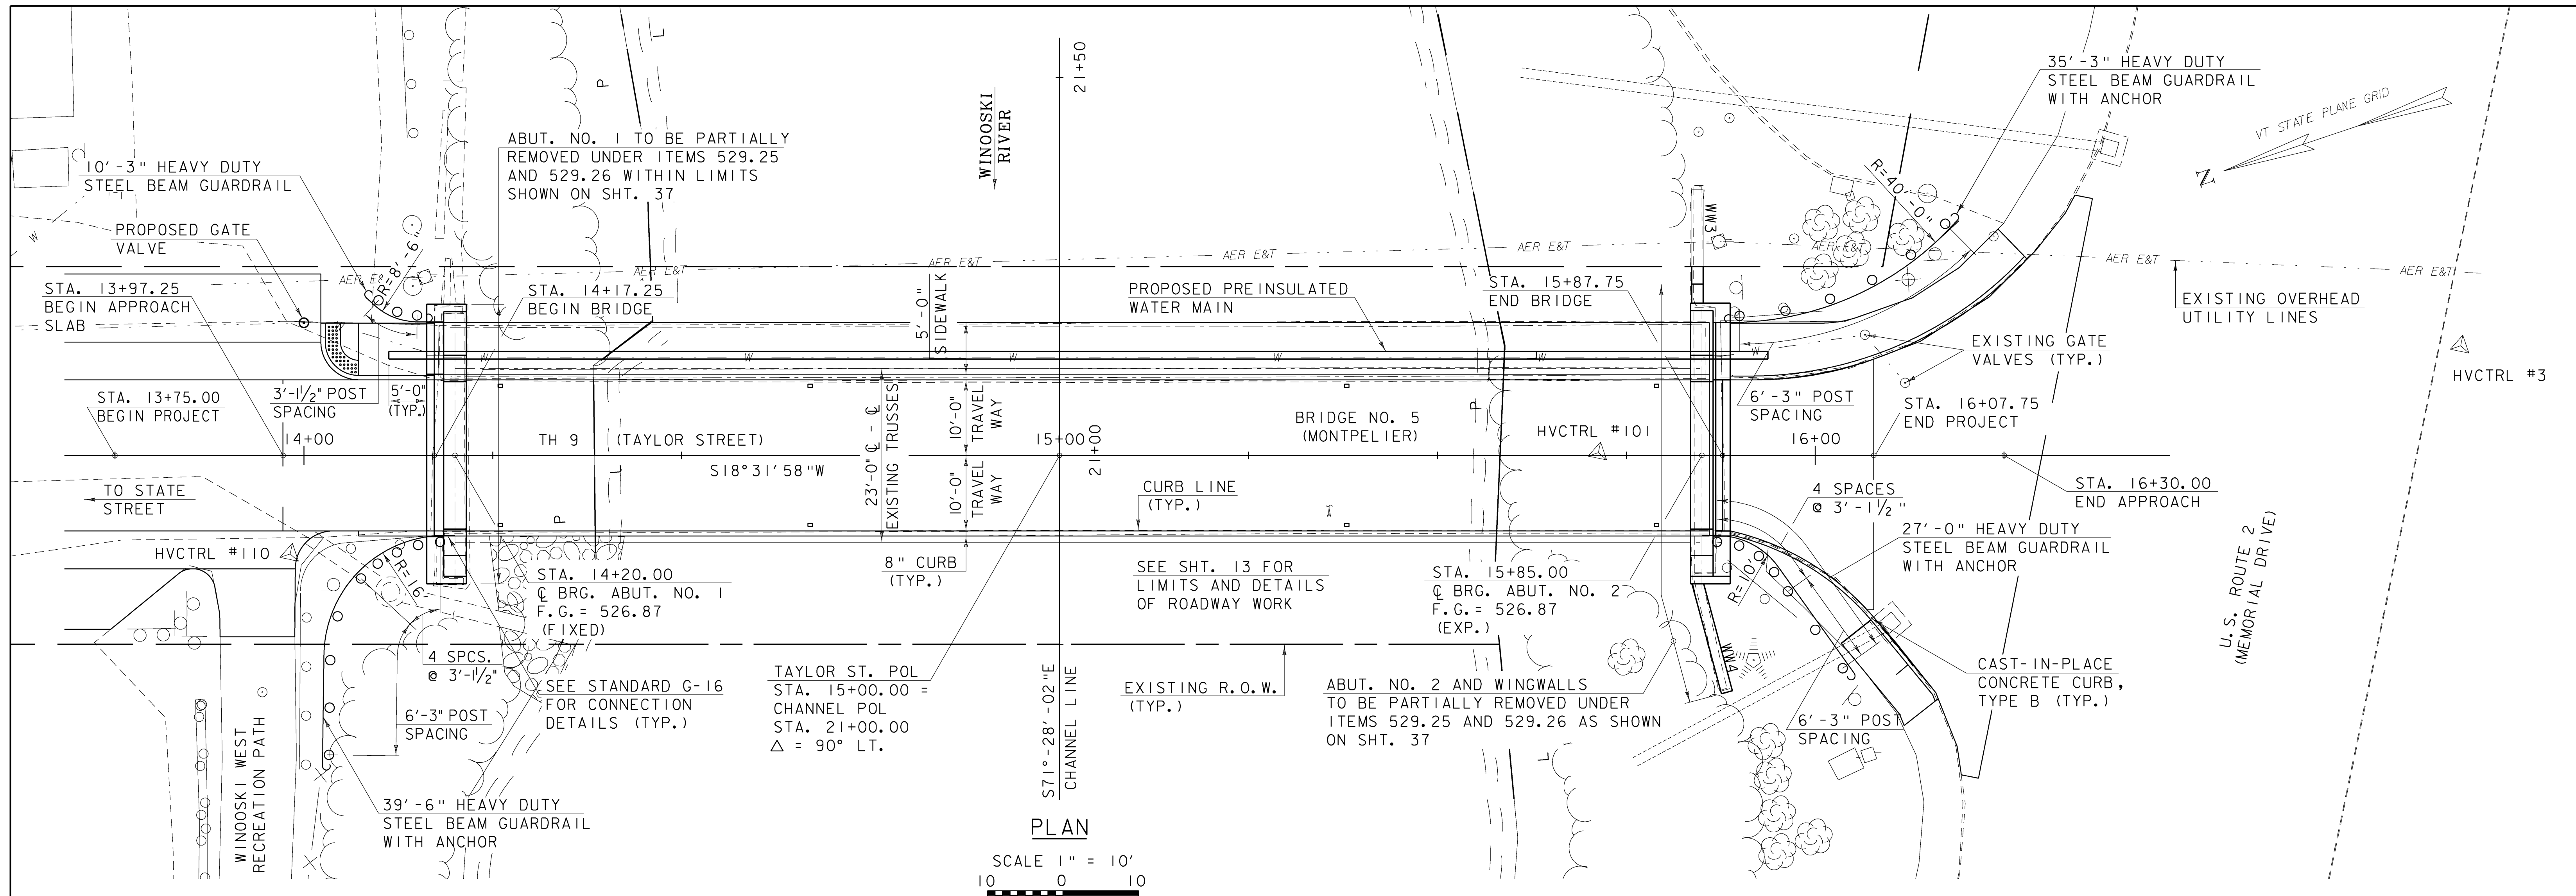 10'-3" HEAVY DUTY
STEEL BEAM GUARDRAIL
PROPOSED GATE
VALVE
W
STA. 13+97.25
BEGIN APPROACH
SLAB
STA. 13+75.00
BEGIN PROJECT
TO STATE
STREET
HVCTRL #110
14+00
R=8'-6"
3'-1½" POST
SPACING
5'-0"
(TYP.)
ABUT. NO. 1 TO BE PARTIALLY
REMOVED UNDER ITEMS 529.25
AND 529.26 WITHIN LIMITS
SHOWN ON SHT. 37
P
L
STA. 14+17.25
BEGIN BRIDGE
AER E&T
AER E&T
AER E&T
AER E&T
AER E&T
AER E&T
AER E&T
AER E&T
WINOOSKI
RIVER
21+50
5'-0"
SIDEWALK
PROPOSED PREINSULATED
WATER MAIN
W
W
W
W
W
W
TH 9 (TAYLOR STREET)
S18°31'58"W
23'-0" ℄ - ℄
EXISTING TRUSSES
10'-0"
TRAVEL
WAY
10'-0"
TRAVEL
WAY
15+00
21+00
BRIDGE NO. 5
(MONTPELIER)
P
HVCTRL #101
STA. 15+87.75
END BRIDGE
WW3
R=40'-0"
35'-3" HEAVY DUTY
STEEL BEAM GUARDRAIL
WITH ANCHOR
VT STATE PLANE GRID
N
EXISTING OVERHEAD
UTILITY LINES
EXISTING GATE
VALVES (TYP.)
HVCTRL #3
6'-3" POST
SPACING
STA. 16+07.75
END PROJECT
16+00
STA. 16+30.00
END APPROACH
4 SPACES
@ 3'-1½"
27'-0" HEAVY DUTY
STEEL BEAM GUARDRAIL
WITH ANCHOR
U.S. ROUTE 2
(MEMORIAL DRIVE)
CAST-IN-PLACE
CONCRETE CURB,
TYPE B (TYP.)
6'-3" POST
SPACING
WW4
CURB LINE
(TYP.)
8" CURB
(TYP.)
SEE SHT. 13 FOR
LIMITS AND DETAILS
OF ROADWAY WORK
STA. 15+85.00
℄ BRG. ABUT. NO. 2
F.G.= 526.87
(EXP.)
P
L
STA. 14+20.00
℄ BRG. ABUT. NO. 1
F.G.= 526.87
(FIXED)
4 SPCS.
@ 3'-1½"
SEE STANDARD G-16
FOR CONNECTION
DETAILS (TYP.)
6'-3" POST
SPACING
39'-6" HEAVY DUTY
STEEL BEAM GUARDRAIL
WITH ANCHOR
WINOOSKI WEST
RECREATION PATH
TAYLOR ST. POL
STA. 15+00.00 =
CHANNEL POL
STA. 21+00.00
△ = 90° LT.
S71°-28'-02"E
CHANNEL LINE
EXISTING R.O.W.
(TYP.)
ABUT. NO. 2 AND WINGWALLS
TO BE PARTIALLY REMOVED UNDER
ITEMS 529.25 AND 529.26 AS SHOWN
ON SHT. 37
L
PLAN
SCALE 1" = 10'
10 0 10